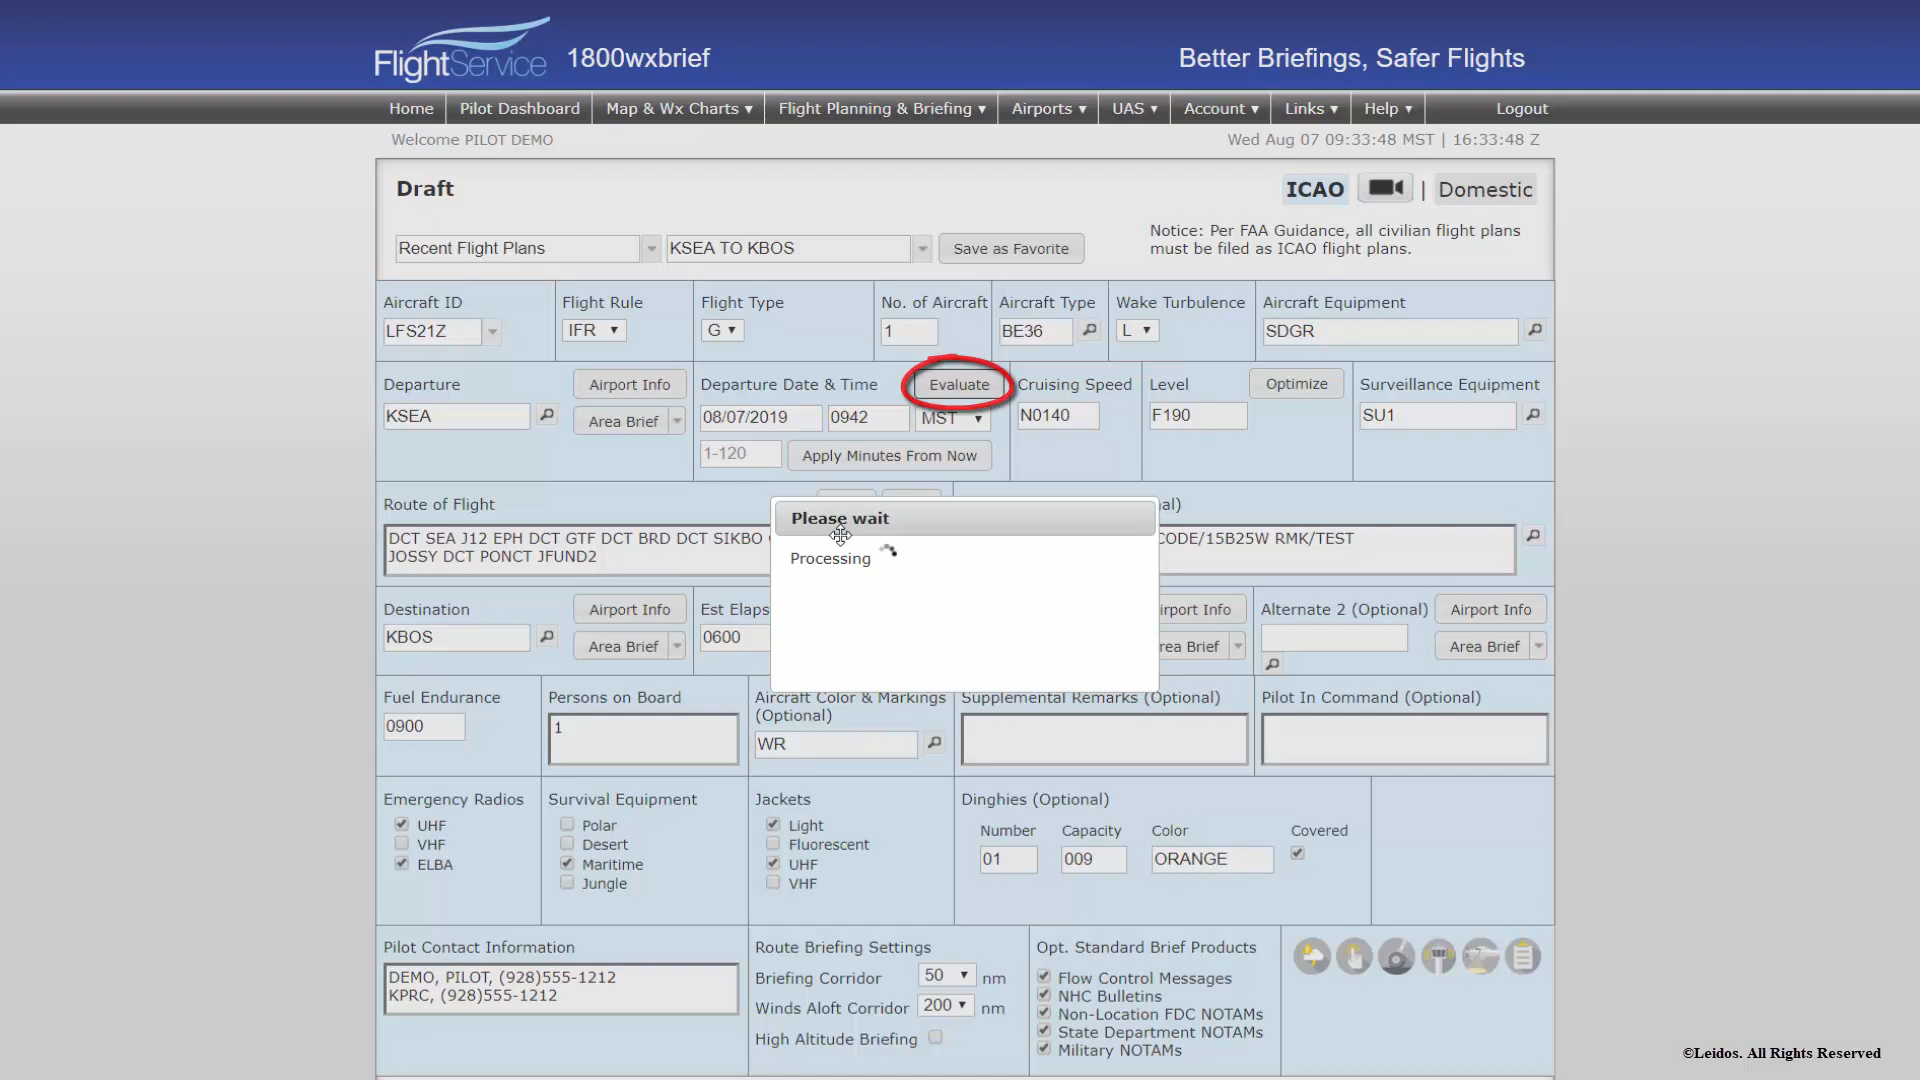 FlightService 1800wxbrief Better Briefings, Safer Flights
Home Pilot Dashboard Map & Wx Charts ▾ Flight Planning & Briefing ▾ Airports ▾ UAS ▾ Account ▾ Links ▾ Help ▾ Logout
Welcome PILOT DEMO Wed Aug 07 09:33:48 MST | 16:33:48 Z
Draft ICAO | Domestic
Notice: Per FAA Guidance, all civilian flight plans
must be filed as ICAO flight plans.
Recent Flight Plans KSEA TO KBOS Save as Favorite
Aircraft ID Flight Rule Flight Type No. of Aircraft Aircraft Type Wake Turbulence Aircraft Equipment
LFS21Z IFR G 1 BE36 L SDGR
Departure Airport Info Departure Date & Time Evaluate Cruising Speed Level Optimize Surveillance Equipment
KSEA Area Brief 08/07/2019 0942 MST N0140 F190 SU1
1-120 Apply Minutes From Now
Route of Flight al)
DCT SEA J12 EPH DCT GTF DCT BRD DCT SIKBO CODE/15B25W RMK/TEST
JOSSY DCT PONCT JFUND2
Please wait
Processing
Destination Airport Info Est Elaps irport Info Alternate 2 (Optional) Airport Info
KBOS Area Brief 0600 rea Brief Area Brief
Fuel Endurance Persons on Board Aircraft Color & Markings
(Optional) Supplemental Remarks (Optional) Pilot In Command (Optional)
0900 1 WR
Emergency Radios Survival Equipment Jackets Dinghies (Optional)
UHF Polar Light Number Capacity Color Covered
VHF Desert Fluorescent 01 009 ORANGE
ELBA Maritime UHF
Jungle VHF
Pilot Contact Information Route Briefing Settings Opt. Standard Brief Products
DEMO, PILOT, (928)555-1212 Briefing Corridor 50 nm Flow Control Messages
KPRC, (928)555-1212 Winds Aloft Corridor 200 nm NHC Bulletins
Non-Location FDC NOTAMs
High Altitude Briefing State Department NOTAMs
Military NOTAMs
©Leidos. All Rights Reserved